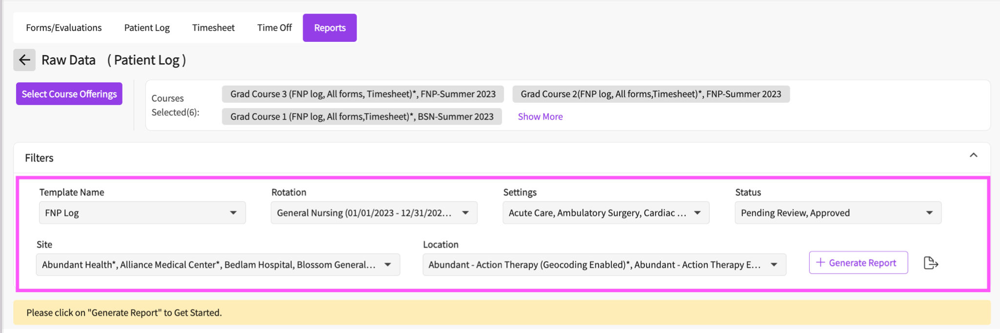 Forms/Evaluations Patient Log Timesheet Time Off Reports
Raw Data ( Patient Log )
Select Course Offerings
Courses Selected(6):
Grad Course 3 (FNP log, All forms, Timesheet)*, FNP-Summer 2023 Grad Course 2(FNP log, All forms,Timesheet)*, FNP-Summer 2023
Grad Course 1 (FNP log, All forms,Timesheet)*, BSN-Summer 2023 Show More
Filters
Template Name Rotation Settings Status
FNP Log General Nursing (01/01/2023 - 12/31/202... Acute Care, Ambulatory Surgery, Cardiac ... Pending Review, Approved
Site Location
Abundant Health*, Alliance Medical Center*, Bedlam Hospital, Blossom General... Abundant - Action Therapy (Geocoding Enabled)*, Abundant - Action Therapy E... + Generate Report
Please click on "Generate Report" to Get Started.